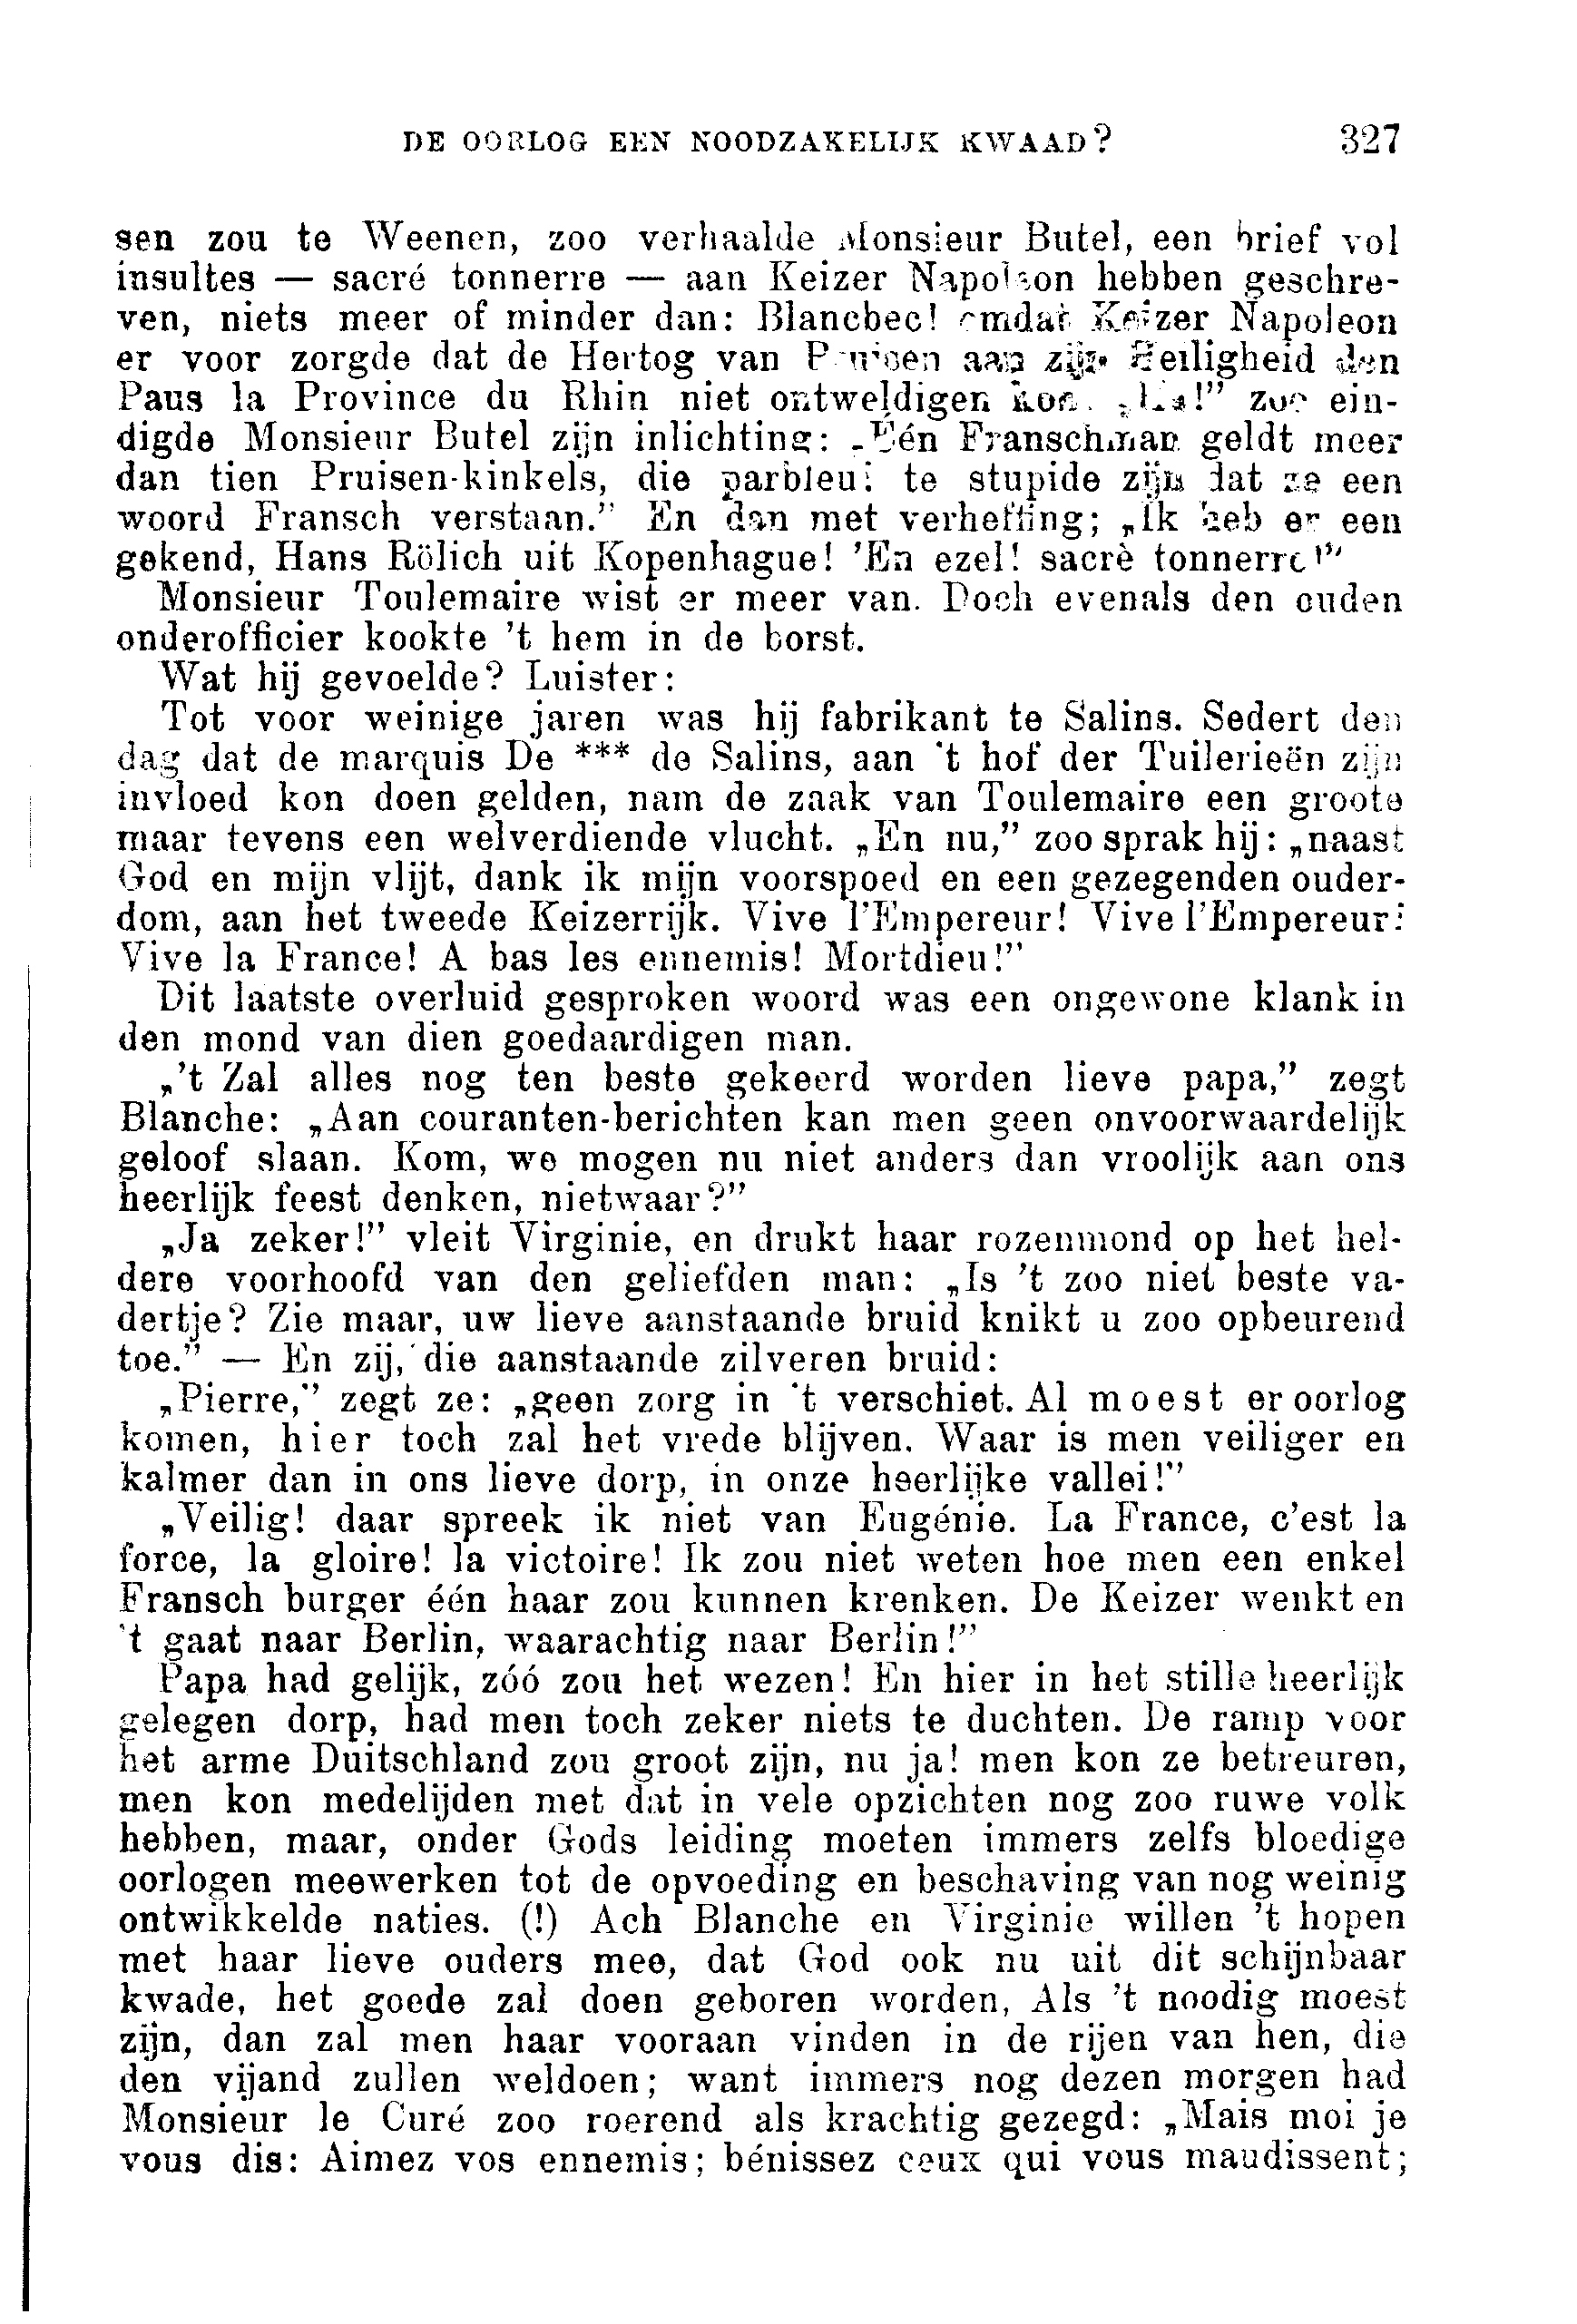 DE OORLOG EEN NOODZAKELIJK KWAAD? 327
sen zou te Weenen, zoo verhaalde Monsieur Butel, een brief vol
insultes — sacré tonnerre — aan Keizer Napoleon hebben geschre-
ven, niets meer of minder dan: Blancbec! omdat Keizer Napoleon
er voor zorgde dat de Hertog van Pruisen aan zijn Heiligheid den
Paus la Province du Rhin niet ontweldigen kon. „Ha!” zoo ein-
digde Monsieur Butel zijn inlichting: „Eén Franschman geldt meer
dan tien Pruisen-kinkels, die parbleu! te stupide zijn dat ze een
woord Fransch verstaan.” En dan met verheffing; „ik heb er een
gekend, Hans Rölich uit Kopenhague! 'En ezel! sacrè tonnerre!”
Monsieur Toulemaire wist er meer van. Doch evenals den ouden
onderofficier kookte 't hem in de borst.
Wat hij gevoelde? Luister:
Tot voor weinige jaren was hij fabrikant te Salins. Sedert den
dag dat de marquis De *** de Salins, aan 't hof der Tuilerieën zijn
invloed kon doen gelden, nam de zaak van Toulemaire een groote
maar tevens een welverdiende vlucht. „En nu,” zoo sprak hij: „naast
God en mijn vlijt, dank ik mijn voorspoed en een gezegenden ouder-
dom, aan het tweede Keizerrijk. Vive l'Empereur! Vive l'Empereur!
Vive la France! A bas les ennemis! Mortdieu!”
Dit laatste overluid gesproken woord was een ongewone klank in
den mond van dien goedaardigen man.
„'t Zal alles nog ten beste gekeerd worden lieve papa,” zegt
Blanche: „Aan couranten-berichten kan men geen onvoorwaardelijk
geloof slaan. Kom, we mogen nu niet anders dan vroolijk aan ons
heerlijk feest denken, nietwaar?”
„Ja zeker!” vleit Virginie, en drukt haar rozenmond op het hel-
dere voorhoofd van den geliefden man: „Is 't zoo niet beste va-
dertje? Zie maar, uw lieve aanstaande bruid knikt u zoo opbeurend
toe.” — En zij, die aanstaande zilveren bruid:
„Pierre,” zegt ze: „geen zorg in 't verschiet. Al moest er oorlog
komen, hier toch zal het vrede blijven. Waar is men veiliger en
kalmer dan in ons lieve dorp, in onze heerlijke vallei!”
„Veilig! daar spreek ik niet van Eugénie. La France, c'est la
force, la gloire! la victoire! Ik zou niet weten hoe men een enkel
Fransch burger één haar zou kunnen krenken. De Keizer wenkt en
't gaat naar Berlin, waarachtig naar Berlin!”
Papa had gelijk, zóó zou het wezen! En hier in het stille heerlijk
gelegen dorp, had men toch zeker niets te duchten. De ramp voor
het arme Duitschland zou groot zijn, nu ja! men kon ze betreuren,
men kon medelijden met dat in vele opzichten nog zoo ruwe volk
hebben, maar, onder Gods leiding moeten immers zelfs bloedige
oorlogen meewerken tot de opvoeding en beschaving van nog weinig
ontwikkelde naties. (!) Ach Blanche en Virginie willen 't hopen
met haar lieve ouders mee, dat God ook nu uit dit schijnbaar
kwade, het goede zal doen geboren worden, Als 't noodig moest
zijn, dan zal men haar vooraan vinden in de rijen van hen, die
den vijand zullen weldoen; want immers nog dezen morgen had
Monsieur le Curé zoo roerend als krachtig gezegd: „Mais moi je
vous dis: Aimez vos ennemis; bénissez ceux qui vous maudissent;